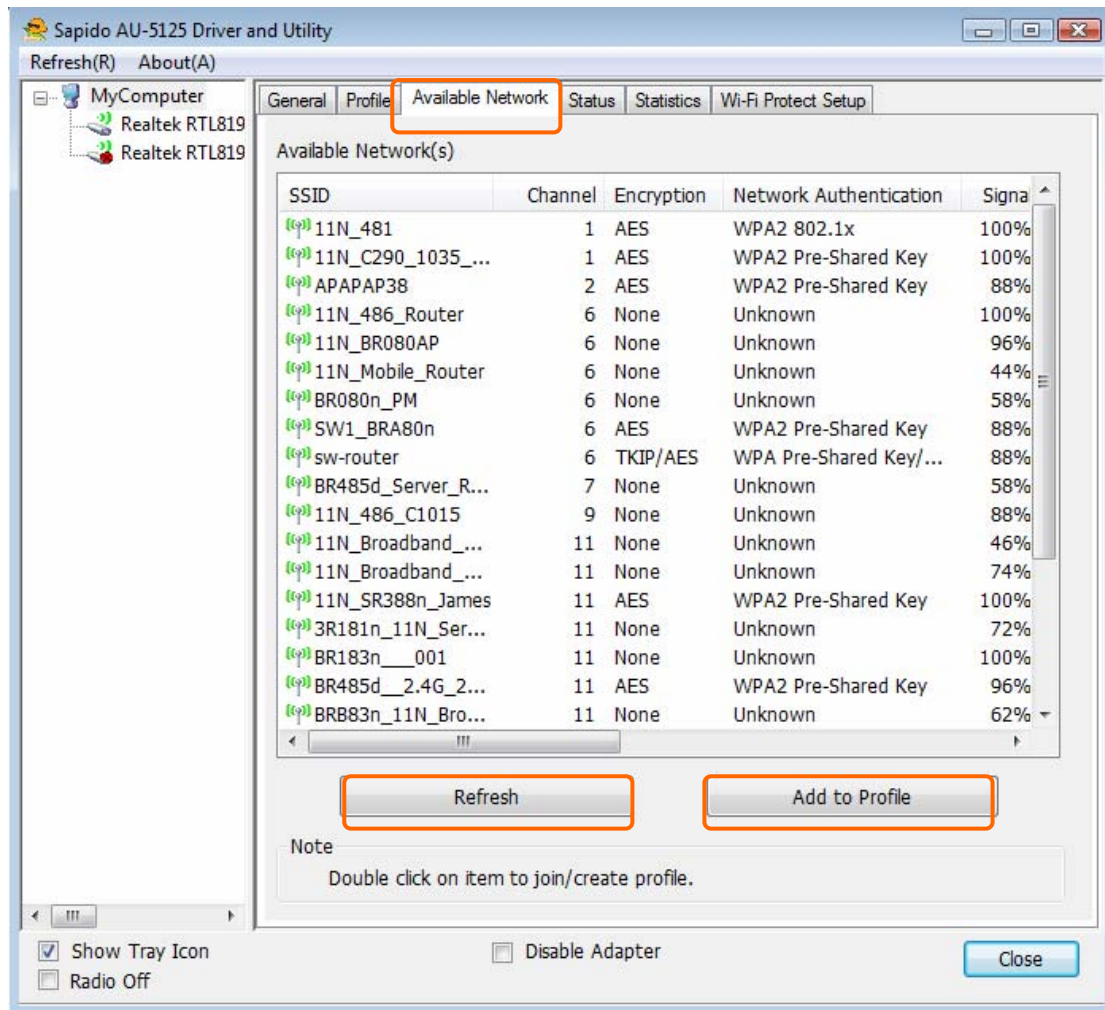 Sapido AU-5125 Driver and Utility
Refresh(R) About(A)
MyComputer
Realtek RTL819
Realtek RTL819
General Profile Available Network Status Statistics Wi-Fi Protect Setup
Available Network(s)
SSID Channel Encryption Network Authentication Signa
11N_481 1 AES WPA2 802.1x 100%
11N_C290_1035_... 1 AES WPA2 Pre-Shared Key 100%
APAPAP38 2 AES WPA2 Pre-Shared Key 88%
11N_486_Router 6 None Unknown 100%
11N_BR080AP 6 None Unknown 96%
11N_Mobile_Router 6 None Unknown 44%
BR080n_PM 6 None Unknown 58%
SW1_BRA80n 6 AES WPA2 Pre-Shared Key 88%
sw-router 6 TKIP/AES WPA Pre-Shared Key/... 88%
BR485d_Server_R... 7 None Unknown 58%
11N_486_C1015 9 None Unknown 88%
11N_Broadband_... 11 None Unknown 46%
11N_Broadband_... 11 None Unknown 74%
11N_SR388n_James 11 AES WPA2 Pre-Shared Key 100%
3R181n_11N_Ser... 11 None Unknown 72%
BR183n___001 11 None Unknown 100%
BR485d__2.4G_2... 11 AES WPA2 Pre-Shared Key 96%
BRB83n_11N_Bro... 11 None Unknown 62%
Refresh Add to Profile
Note
Double click on item to join/create profile.
Show Tray Icon Disable Adapter Close
Radio Off